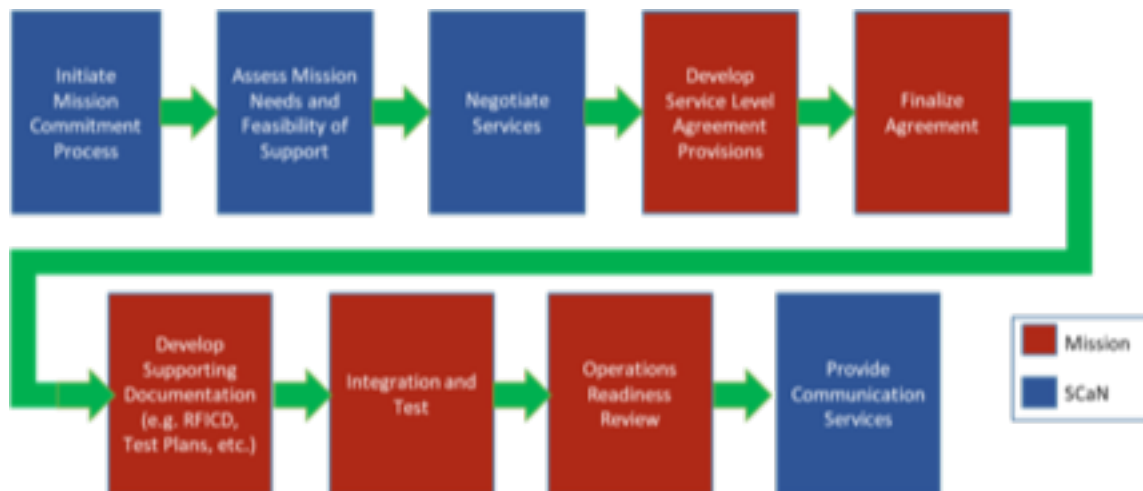 Initiate
Mission
Commitment
Process
Assess Mission
Needs and
Feasibility of
Support
Negotiate
Services
Develop
Service Level
Agreement
Provisions
Finalize
Agreement
Develop
Supporting
Documentation
(e.g. RFICD,
Test Plans, etc.)
Integration and
Test
Operations
Readiness
Review
Provide
Communication
Services
Mission
SCaN